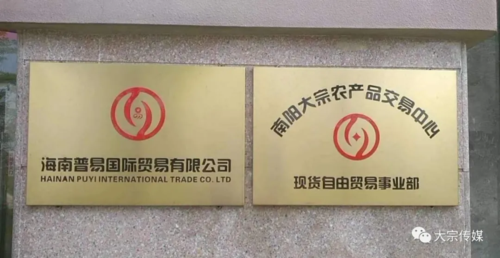 海南普易国际贸易有限公司
HAINAN PUYI INTERNATIONAL TRADE CO. LTD
南阳大宗农产品交易中心
现货自由贸易事业部
大宗传媒